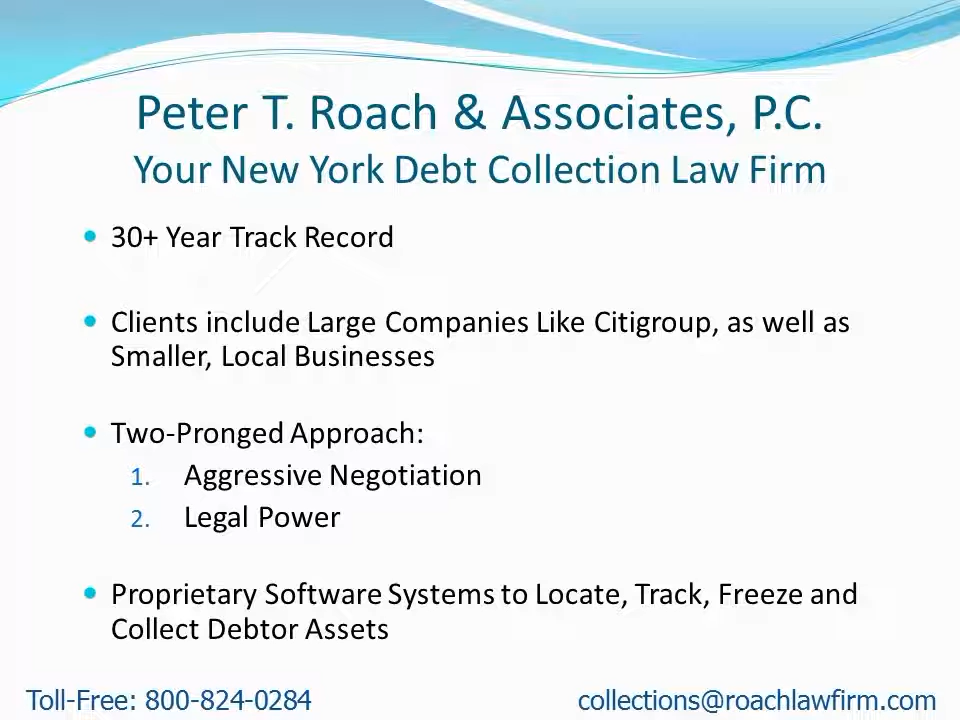 Peter T. Roach & Associates, P.C.
Your New York Debt Collection Law Firm
• 30+ Year Track Record
• Clients include Large Companies Like Citigroup, as well as
Smaller, Local Businesses
• Two-Pronged Approach:
1. Aggressive Negotiation
2. Legal Power
• Proprietary Software Systems to Locate, Track, Freeze and
Collect Debtor Assets
Toll-Free: 800-824-0284
collections@roachlawfirm.com